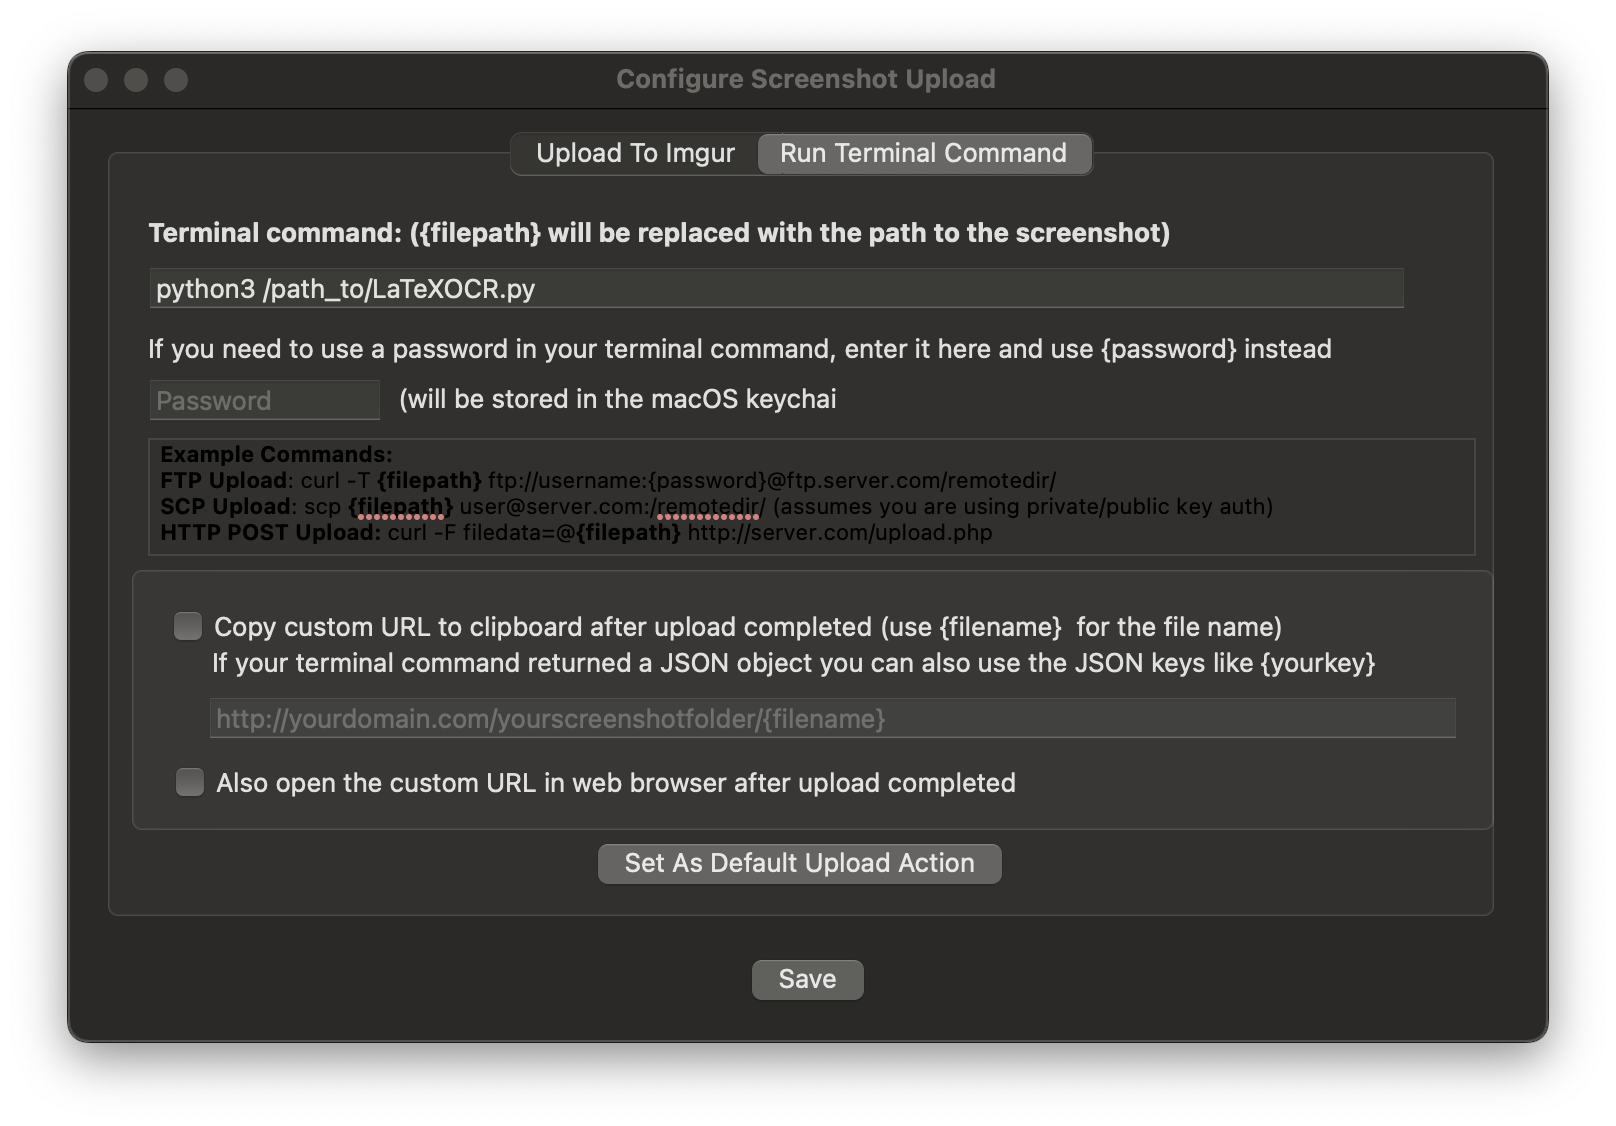 Configure Screenshot Upload
Upload To Imgur
Run Terminal Command
Terminal command: ({filepath} will be replaced with the path to the screenshot)
python3 /path_to/LaTeXOCR.py
If you need to use a password in your terminal command, enter it here and use {password} instead
Password
(will be stored in the macOS keychai
Example Commands:
FTP Upload: curl -T {filepath} ftp://username:{password}@ftp.server.com/remotedir/
SCP Upload: scp {filepath} user@server.com:/remotedir/ (assumes you are using private/public key auth)
HTTP POST Upload: curl -F filedata=@{filepath} http://server.com/upload.php
Copy custom URL to clipboard after upload completed (use {filename}  for the file name)
If your terminal command returned a JSON object you can also use the JSON keys like {yourkey}
http://yourdomain.com/yourscreenshotfolder/{filename}
Also open the custom URL in web browser after upload completed
Set As Default Upload Action
Save